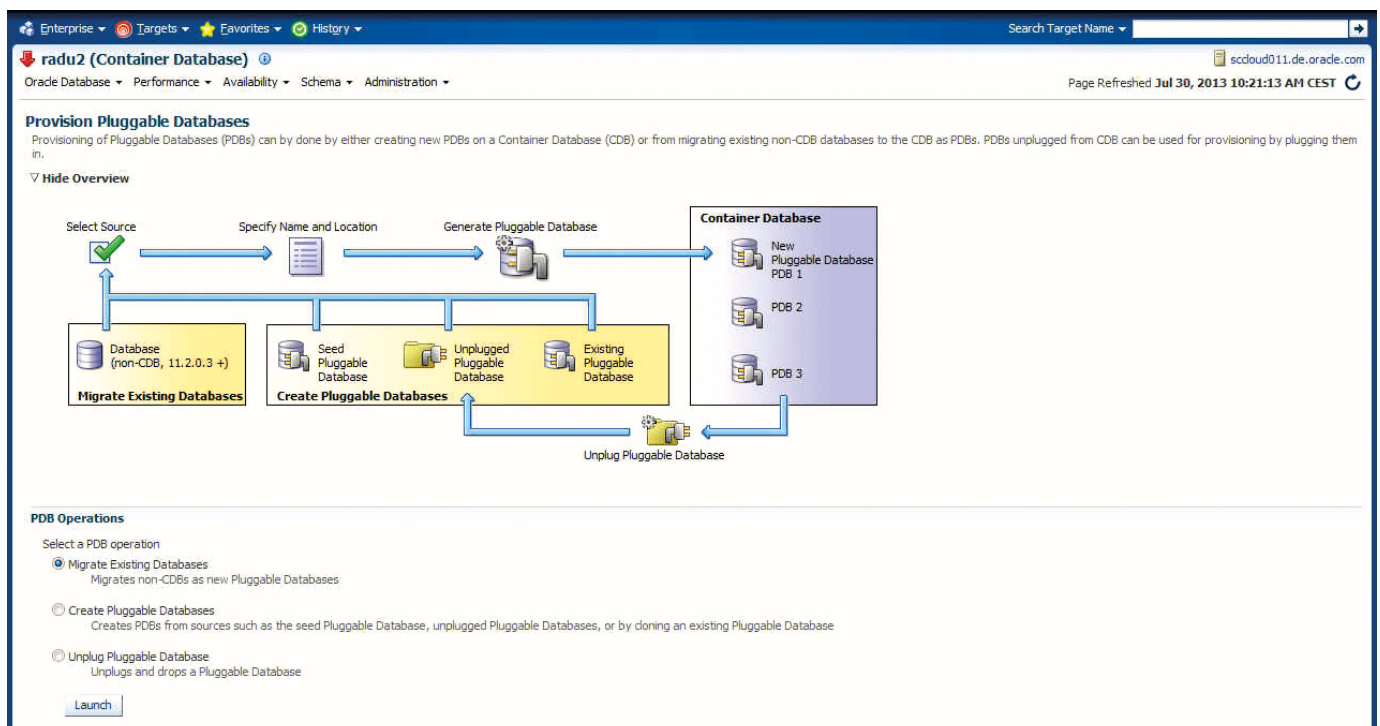 Enterprise Targets Favorites History Search Target Name
radu2 (Container Database)
sccloud011.de.oracle.com
Oracle Database Performance Availability Schema Administration
Page Refreshed Jul 30, 2013 10:21:13 AM CEST
Provision Pluggable Databases
Provisioning of Pluggable Databases (PDBs) can by done by either creating new PDBs on a Container Database (CDB) or from migrating existing non-CDB databases to the CDB as PDBs. PDBs unplugged from CDB can be used for provisioning by plugging them
in.
Hide Overview
Select Source
Specify Name and Location
Generate Pluggable Database
Container Database
New
Pluggable Database
PDB 1
PDB 2
PDB 3
Database
(non-CDB, 11.2.0.3 +)
Migrate Existing Databases
Seed
Pluggable
Database
Unplugged
Pluggable
Database
Existing
Pluggable
Database
Create Pluggable Databases
Unplug Pluggable Database
PDB Operations
Select a PDB operation
Migrate Existing Databases
Migrates non-CDBs as new Pluggable Databases
Create Pluggable Databases
Creates PDBs from sources such as the seed Pluggable Database, unplugged Pluggable Databases, or by cloning an existing Pluggable Database
Unplug Pluggable Database
Unplugs and drops a Pluggable Database
Launch